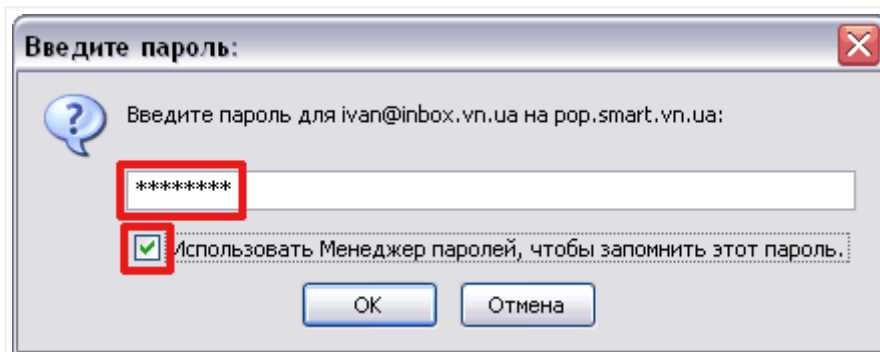 Введите пароль:
Введите пароль для ivan@inbox.vn.ua на pop.smart.vn.ua:
********
Использовать Менеджер паролей, чтобы запомнить этот пароль.
OK Отмена